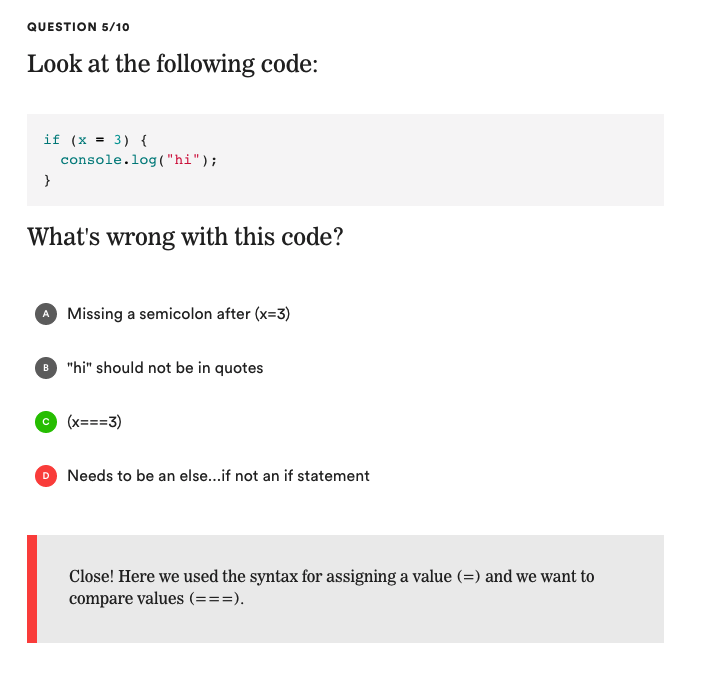 QUESTION 5/10
Look at the following code:
if (x = 3) {
  console.log("hi");
}
What's wrong with this code?
A Missing a semicolon after (x=3)
B "hi" should not be in quotes
C (x===3)
D Needs to be an else...if not an if statement
Close! Here we used the syntax for assigning a value (=) and we want to
compare values (===).